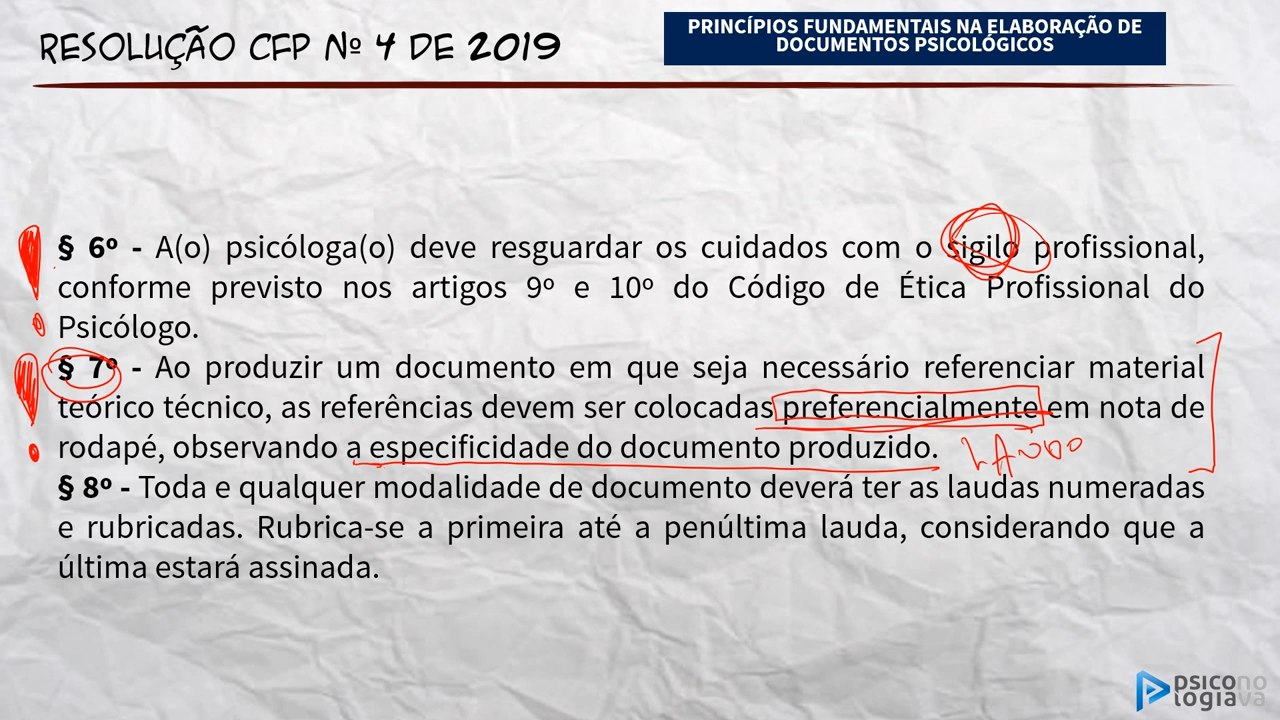 RESOLUÇÃO CFP Nº 4 DE 2019
PRINCÍPIOS FUNDAMENTAIS NA ELABORAÇÃO DE
DOCUMENTOS PSICOLÓGICOS
§ 6º - A(o) psicóloga(o) deve resguardar os cuidados com o sigilo profissional,
conforme previsto nos artigos 9º e 10º do Código de Ética Profissional do
Psicólogo.
§ 7º - Ao produzir um documento em que seja necessário referenciar material
teórico técnico, as referências devem ser colocadas preferencialmente em nota de
rodapé, observando a especificidade do documento produzido.
LAUDO
§ 8º - Toda e qualquer modalidade de documento deverá ter as laudas numeradas
e rubricadas. Rubrica-se a primeira até a penúltima lauda, considerando que a
última estará assinada.
psicono
logiava